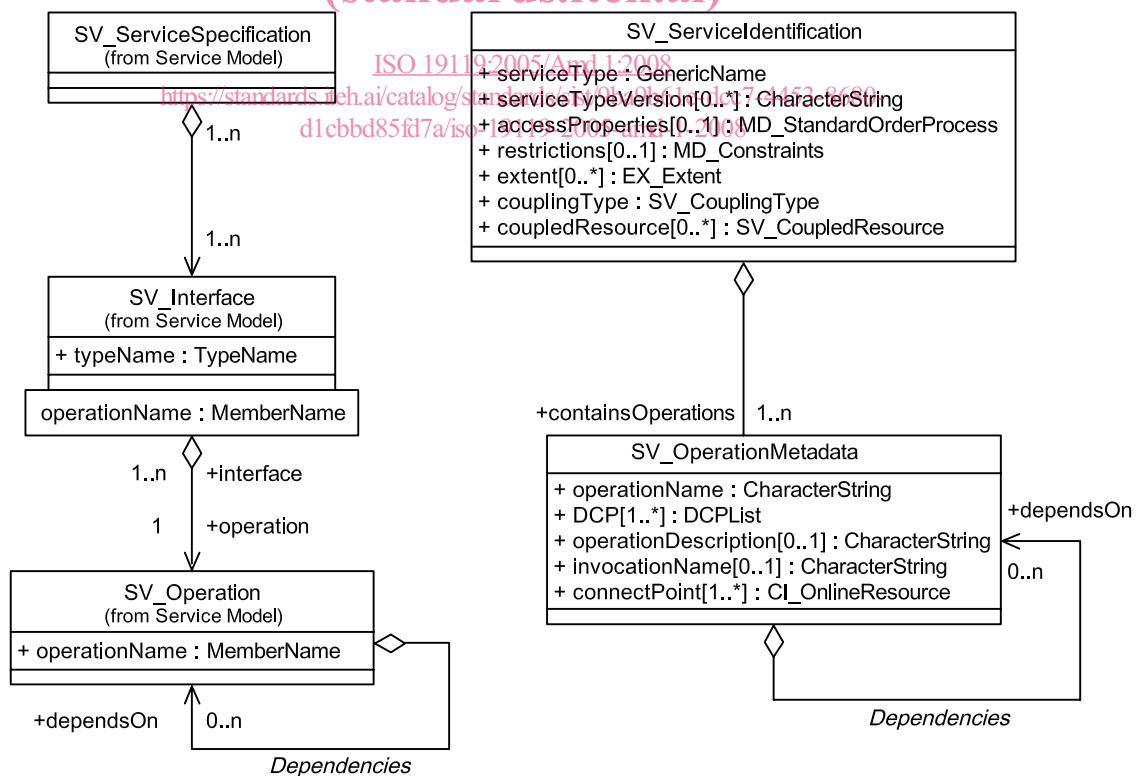 (standards.iteh.ai)
SV_ServiceSpecification
(from Service Model)
1..n
1..n
SV_Interface
(from Service Model)
+ typeName : TypeName
operationName : MemberName
1..n
+interface
1
+operation
SV_Operation
(from Service Model)
+ operationName : MemberName
+dependsOn
0..n
Dependencies
SV_ServiceIdentification
ISO 19119:2005/Amd 1:2008
+ serviceType : GenericName
+ serviceTypeVersion[0..*] : CharacterString
+ accessProperties[0..1] : MD_StandardOrderProcess
+ restrictions[0..1] : MD_Constraints
+ extent[0..*] : EX_Extent
+ couplingType : SV_CouplingType
+ coupledResource[0..*] : SV_CoupledResource
+containsOperations
1..n
SV_OperationMetadata
+ operationName : CharacterString
+ DCP[1..*] : DCPList
+ operationDescription[0..1] : CharacterString
+ invocationName[0..1] : CharacterString
+ connectPoint[1..*] : CI_OnlineResource
+dependsOn
0..n
Dependencies